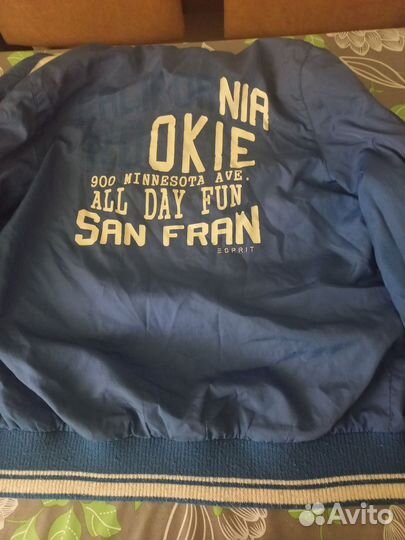 NIA
OKIE
900 MINNESOTA AVE.
ALL DAY FUN
SAN FRAN
ESPRIT
Avito